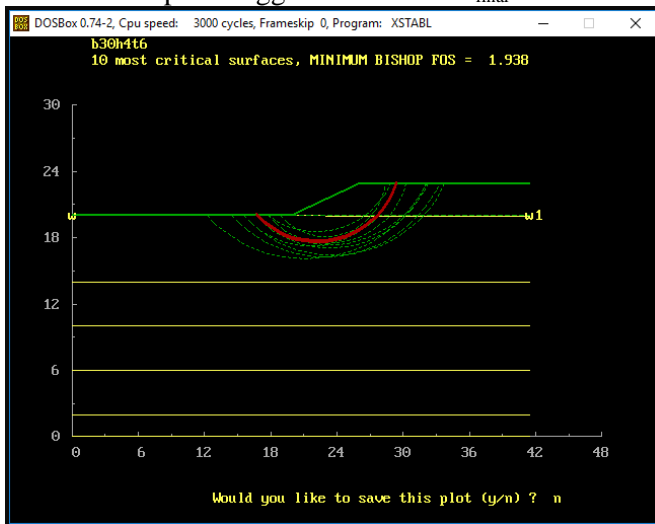 final
DOSBox 0.74-2, Cpu speed: 3000 cycles, Frameskip 0, Program: XSTABL
b30h4t6
10 most critical surfaces, MINIMUM BISHOP FOS = 1.938
30
24
w w1
18
12
6
0
0 6 12 18 24 30 36 42 48
Would you like to save this plot (y/n) ? n